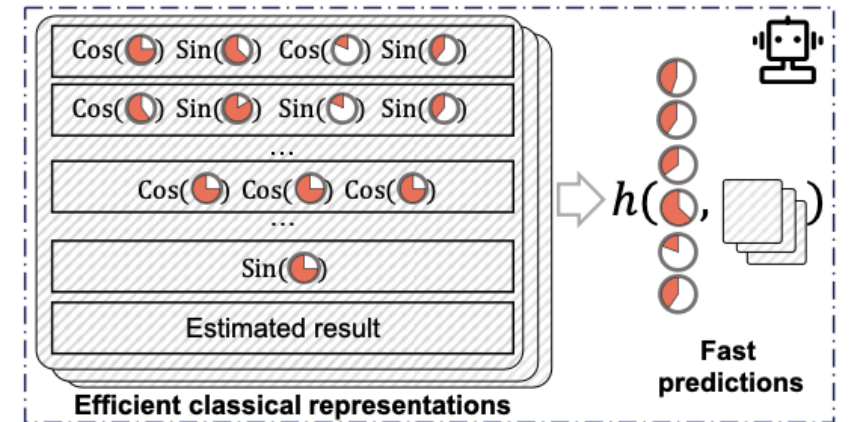 Cos( ) Sin( ) Cos( ) Sin( )
Cos( ) Sin( ) Sin( ) Sin( )
...
Cos( ) Cos( ) Cos( )
...
Sin( )
Estimated result
Efficient classical representations
h( , )
Fast
predictions